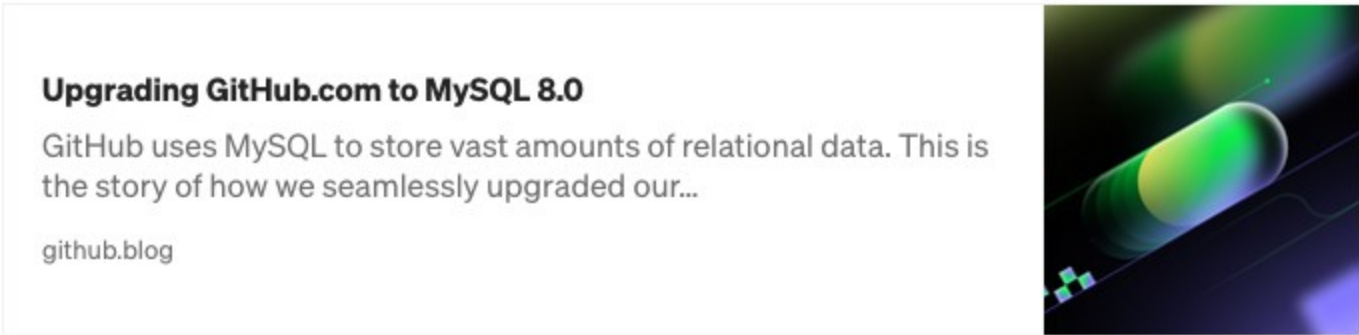 Upgrading GitHub.com to MySQL 8.0
GitHub uses MySQL to store vast amounts of relational data. This is
the story of how we seamlessly upgraded our...
github.blog